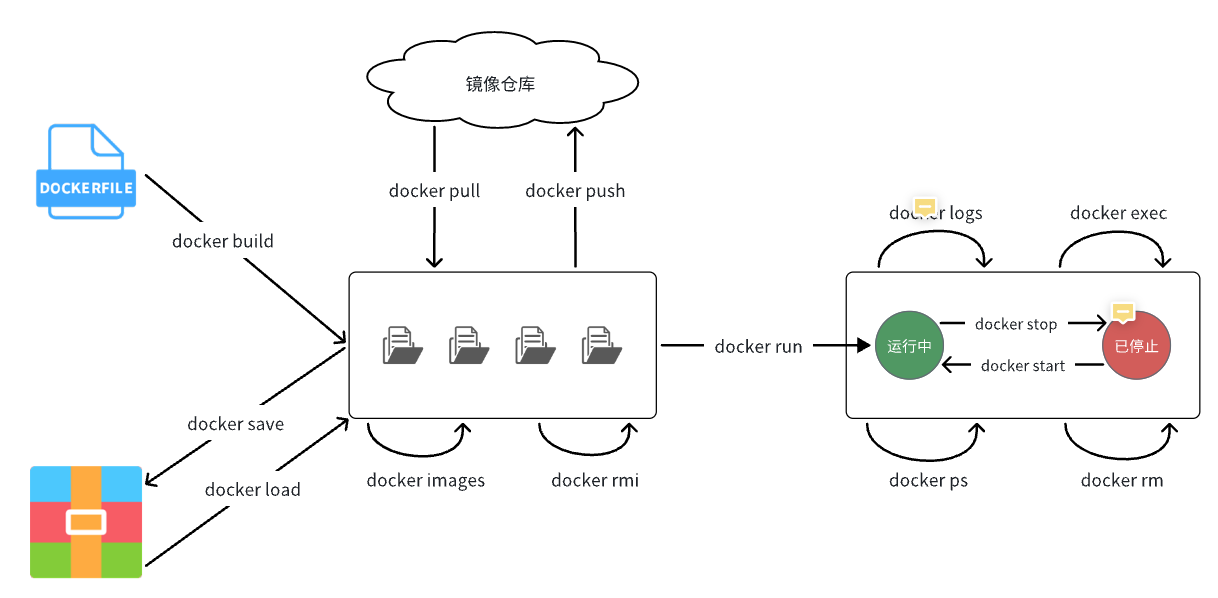 镜像仓库
DOCKERFILE
docker pull
docker push
docker build
docker logs
docker exec
docker stop
运行中
已停止
docker run
docker start
docker save
docker load
docker images
docker rmi
docker ps
docker rm